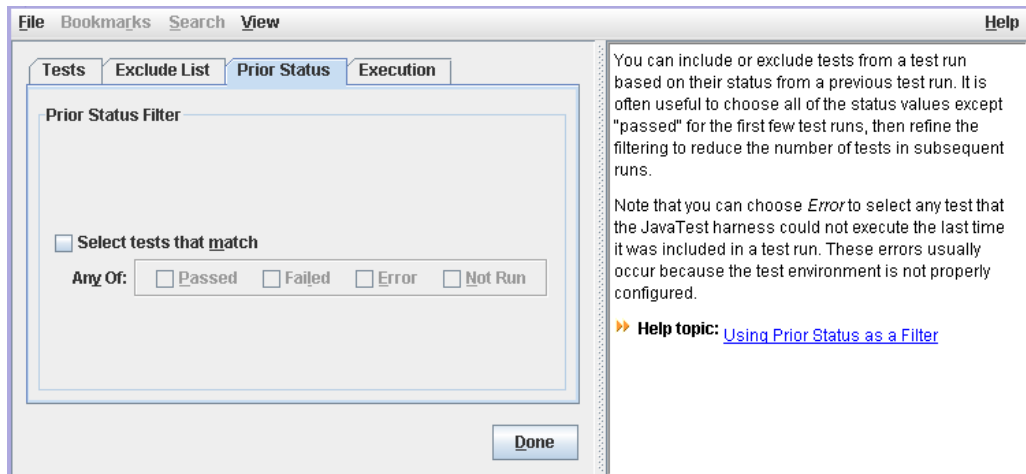 File Bookmarks Search View Help
Tests Exclude List Prior Status Execution
Prior Status Filter
Select tests that match
Any Of: Passed Failed Error Not Run
Done
You can include or exclude tests from a test run
based on their status from a previous test run. It is
often useful to choose all of the status values except
"passed" for the first few test runs, then refine the
filtering to reduce the number of tests in subsequent
runs.
Note that you can choose Error to select any test that
the JavaTest harness could not execute the last time
it was included in a test run. These errors usually
occur because the test environment is not properly
configured.
Help topic: Using Prior Status as a Filter